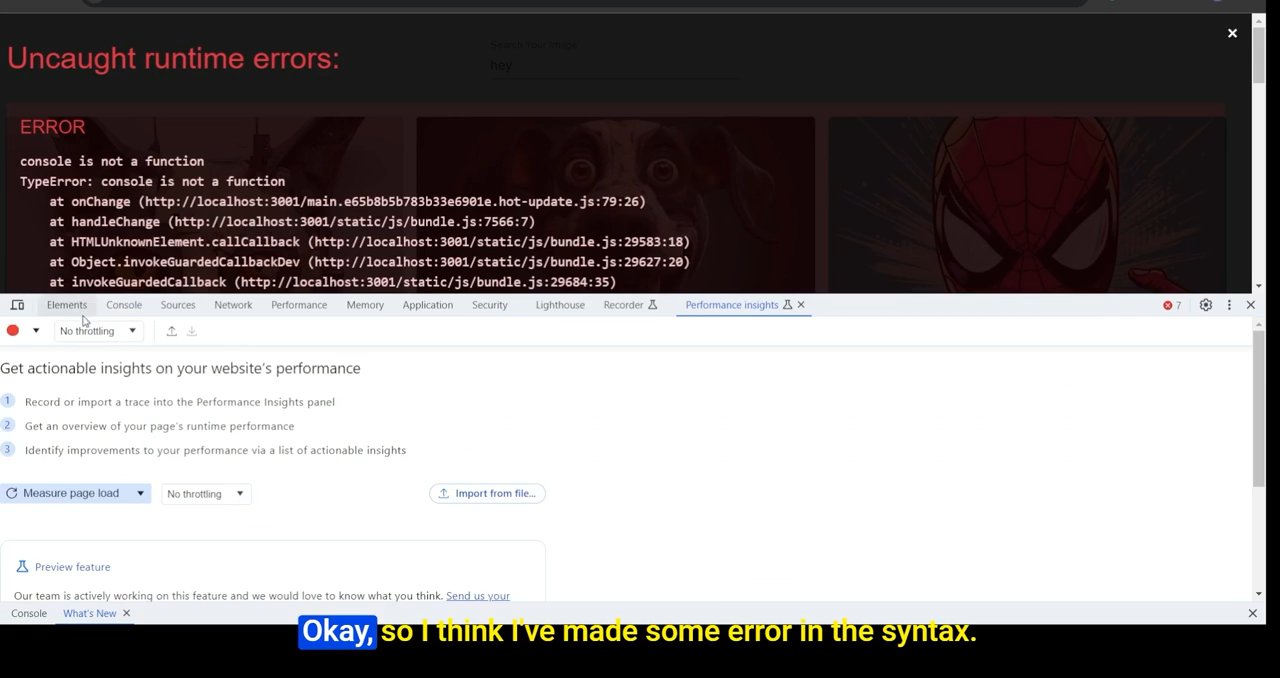 Uncaught runtime errors:
Search Your Image
hey
ERROR
console is not a function
TypeError: console is not a function
at onChange (http://localhost:3001/main.e65b8b5b783b33e6901e.hot-update.js:79:26)
at handleChange (http://localhost:3001/static/js/bundle.js:7566:7)
at HTMLUnknownElement.callCallback (http://localhost:3001/static/js/bundle.js:29583:18)
at Object.invokeGuardedCallbackDev (http://localhost:3001/static/js/bundle.js:29627:20)
at invokeGuardedCallback (http://localhost:3001/static/js/bundle.js:29684:35)
Elements Console Sources Network Performance Memory Application Security Lighthouse Recorder Performance insights 7
No throttling
Get actionable insights on your website's performance
1 Record or import a trace into the Performance Insights panel
2 Get an overview of your page's runtime performance
3 Identify improvements to your performance via a list of actionable insights
Measure page load No throttling Import from file...
Preview feature
Our team is actively working on this feature and we would love to know what you think. Send us your
Console What's New
Okay, so I think I've made some error in the syntax.